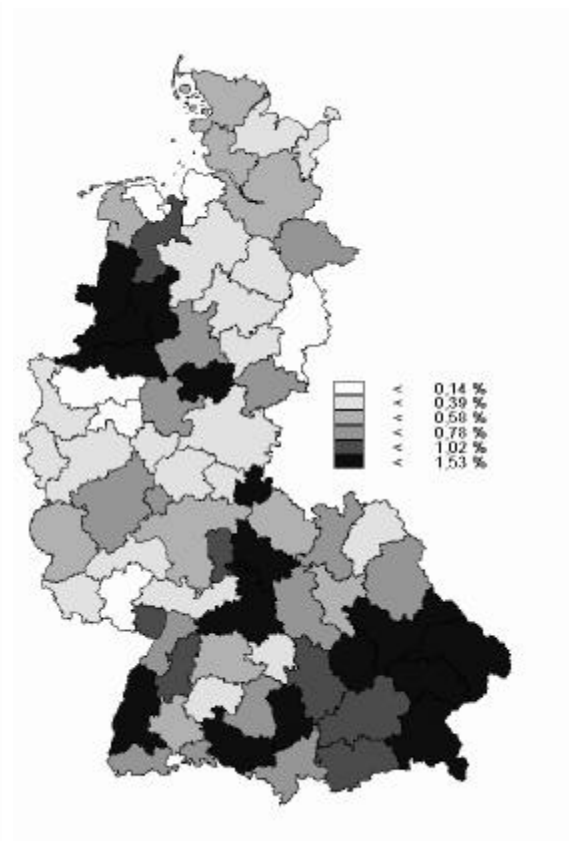 < 0,14 %
< 0,39 %
< 0,58 %
< 0,78 %
< 1,02 %
< 1,53 %